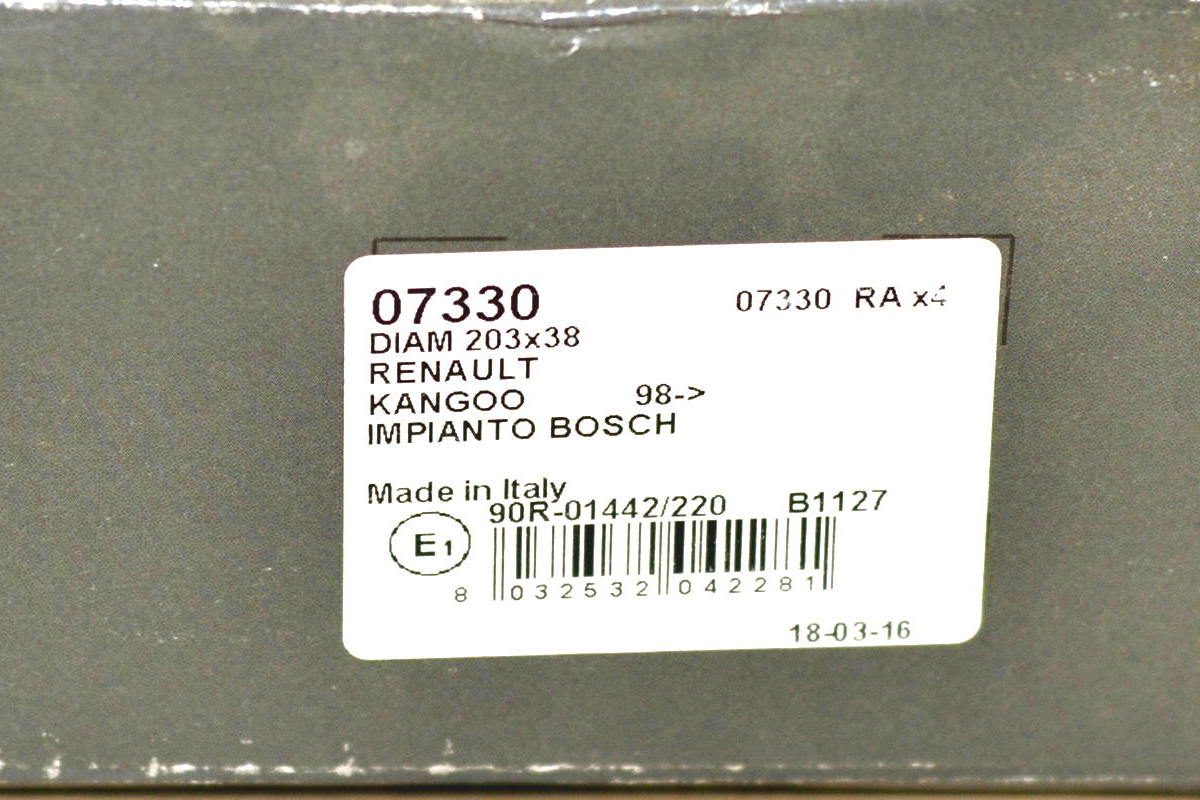 07330 07330 RA x4
DIAM 203x38
RENAULT
KANGOO 98->
IMPIANTO BOSCH
Made in Italy
90R-01442/220 B1127
E1
8 032532 042281
18-03-16